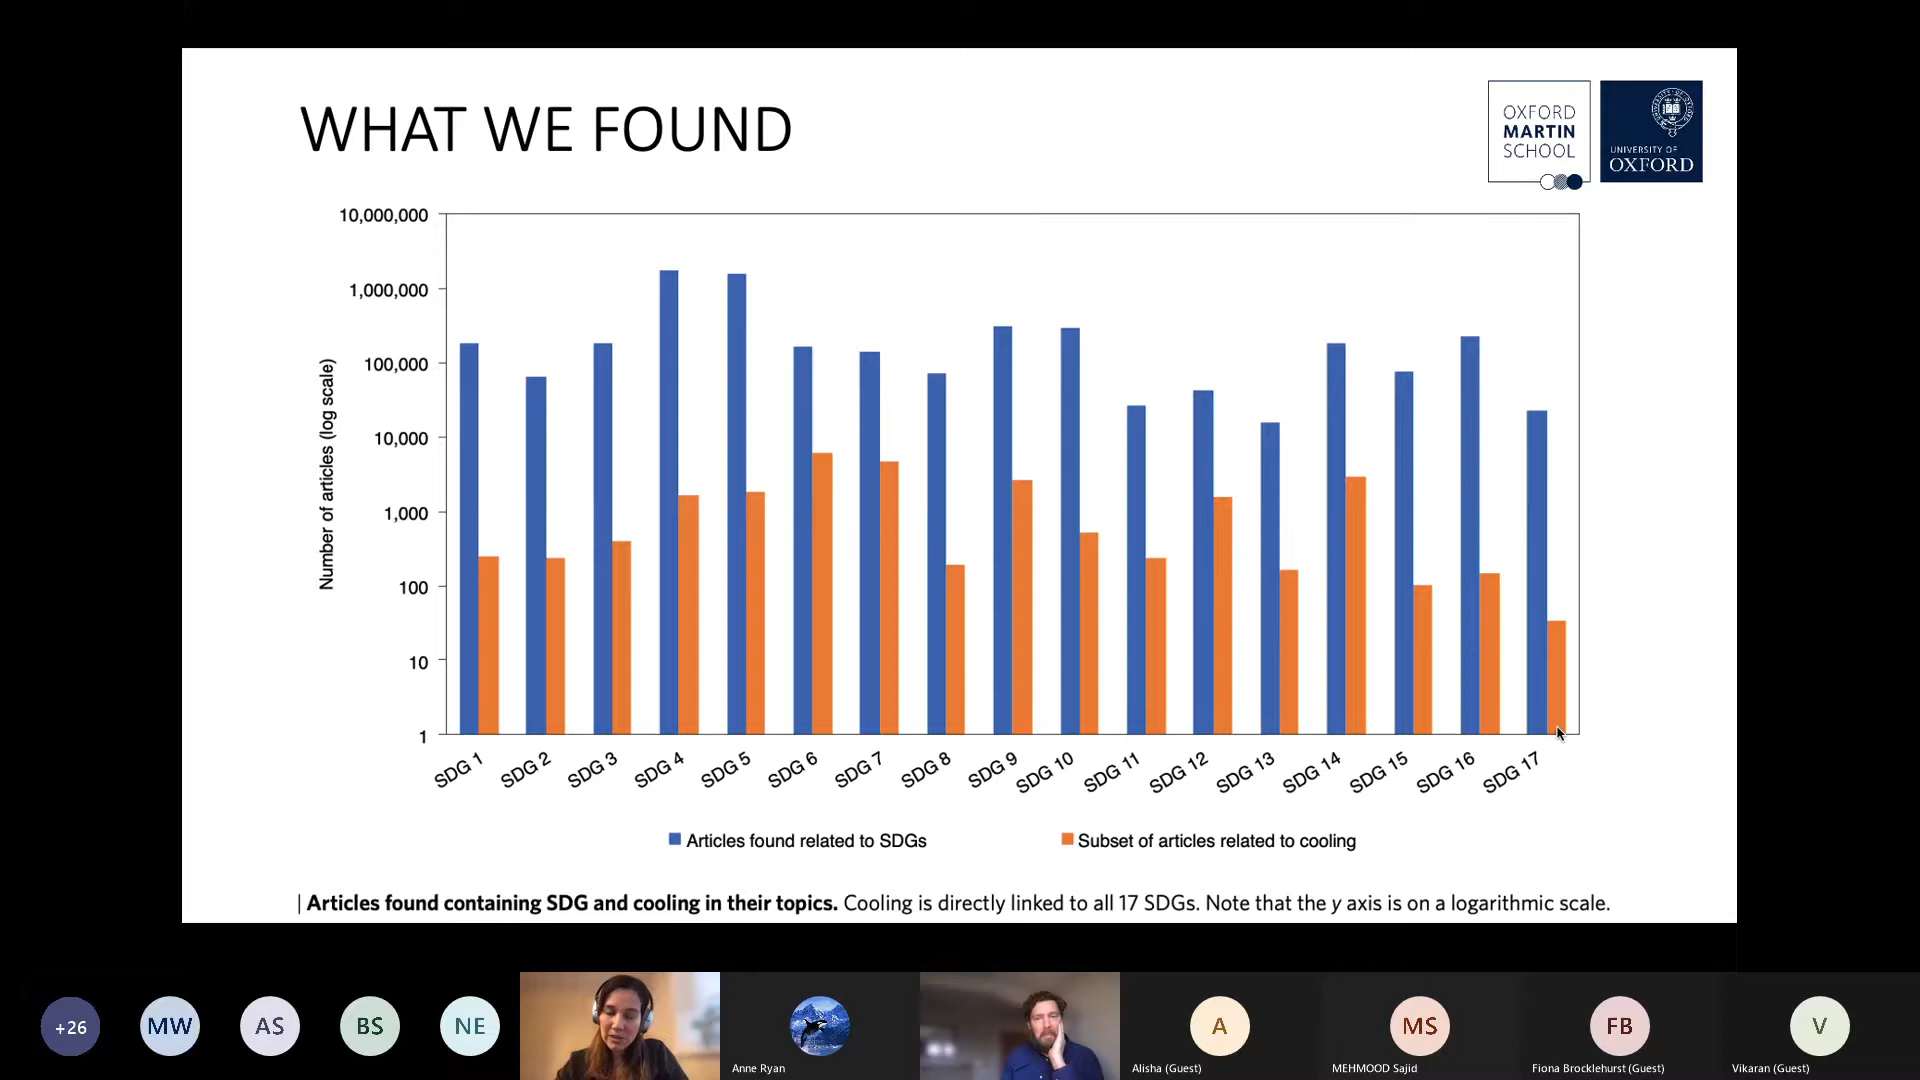 WHAT WE FOUND
OXFORD
MARTIN
SCHOOL
UNIVERSITY OF
OXFORD
Number of articles (log scale)
10,000,000
1,000,000
100,000
10,000
1,000
100
10
1
SDG 1
SDG 2
SDG 3
SDG 4
SDG 5
SDG 6
SDG 7
SDG 8
SDG 9
SDG 10
SDG 11
SDG 12
SDG 13
SDG 14
SDG 15
SDG 16
SDG 17
Articles found related to SDGs
Subset of articles related to cooling
| Articles found containing SDG and cooling in their topics. Cooling is directly linked to all 17 SDGs. Note that the y axis is on a logarithmic scale.
+26
MW
AS
BS
NE
Anne Ryan
A
Alisha (Guest)
MS
MEHMOOD Sajid
FB
Fiona Brocklehurst (Guest)
V
Vikaran (Guest)